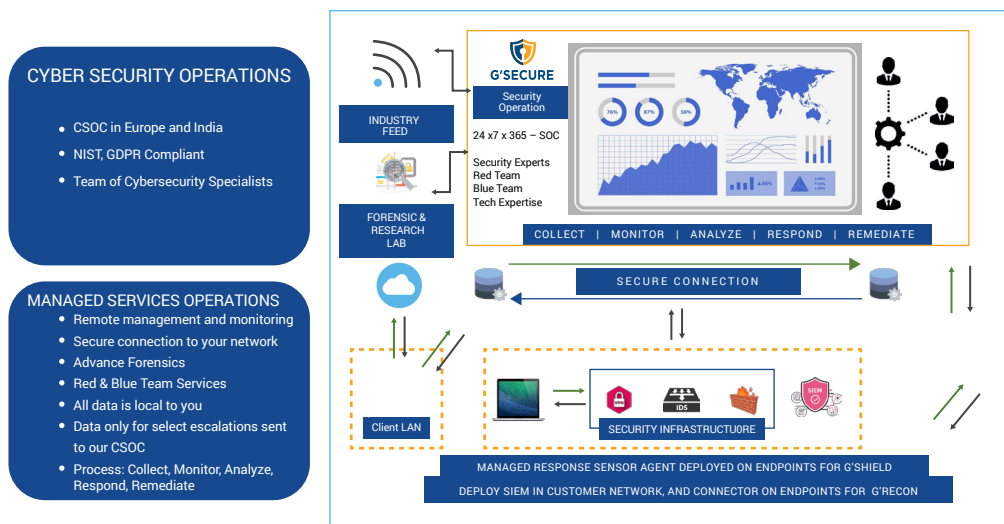 CYBER SECURITY OPERATIONS
CSOC in Europe and India
NIST, GDPR Compliant
Team of Cybersecurity Specialists
MANAGED SERVICES OPERATIONS
Remote management and monitoring
Secure connection to your network
Advance Forensics
Red & Blue Team Services
All data is local to you
Data only for select escalations sent
to our CSOC
Process: Collect, Monitor, Analyze,
Respond, Remediate
INDUSTRY
FEED
FORENSIC &
RESEARCH
LAB
G'SECURE
Security
Operation
24 x7 x 365 – SOC
Security Experts
Red Team
Blue Team
Tech Expertise
76%
87%
58%
COLLECT | MONITOR | ANALYZE | RESPOND | REMEDIATE
SECURE CONNECTION
Client LAN
VPN
IDS
SIEM
SECURITY INFRASTRUCTU0RE
MANAGED RESPONSE SENSOR AGENT DEPLOYED ON ENDPOINTS FOR G'SHIELD
DEPLOY SIEM IN CUSTOMER NETWORK, AND CONNECTOR ON ENDPOINTS FOR G'RECON